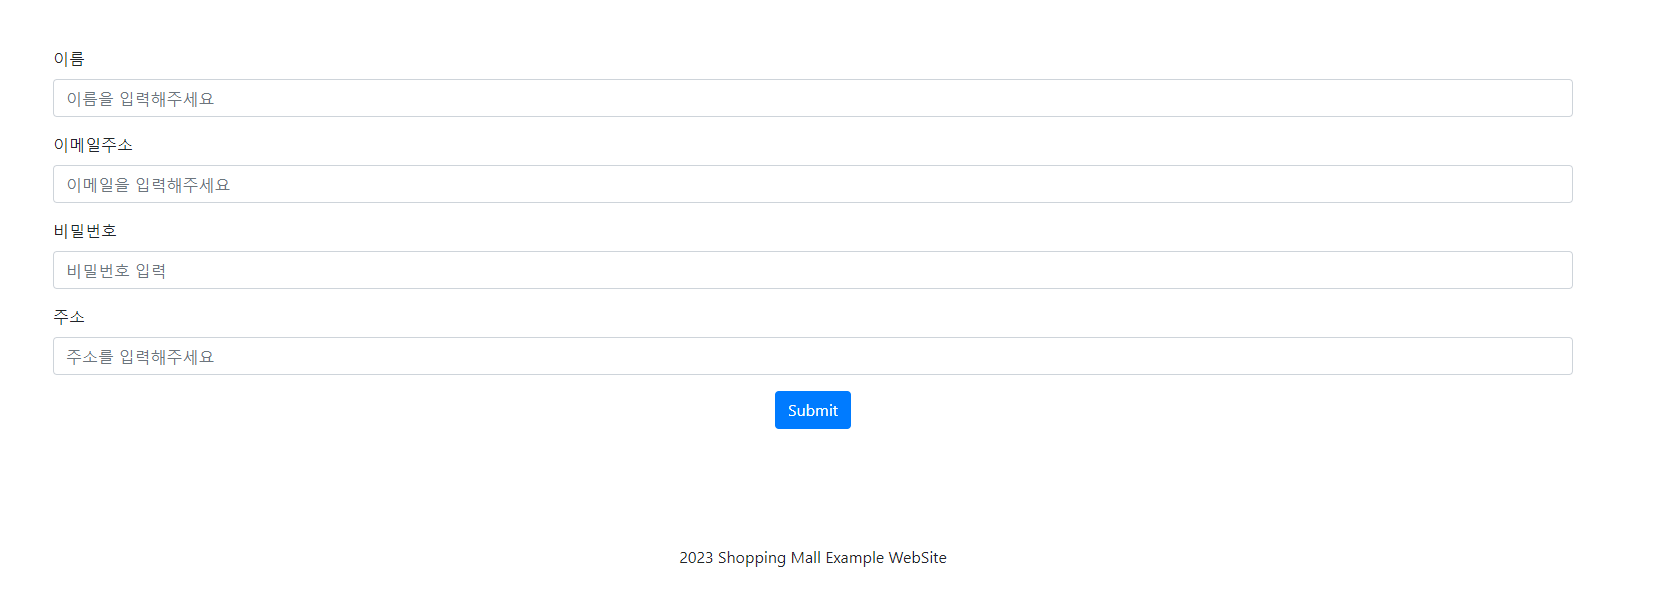 이름
이름을 입력해주세요
이메일주소
이메일을 입력해주세요
비밀번호
비밀번호 입력
주소
주소를 입력해주세요
Submit
2023 Shopping Mall Example WebSite